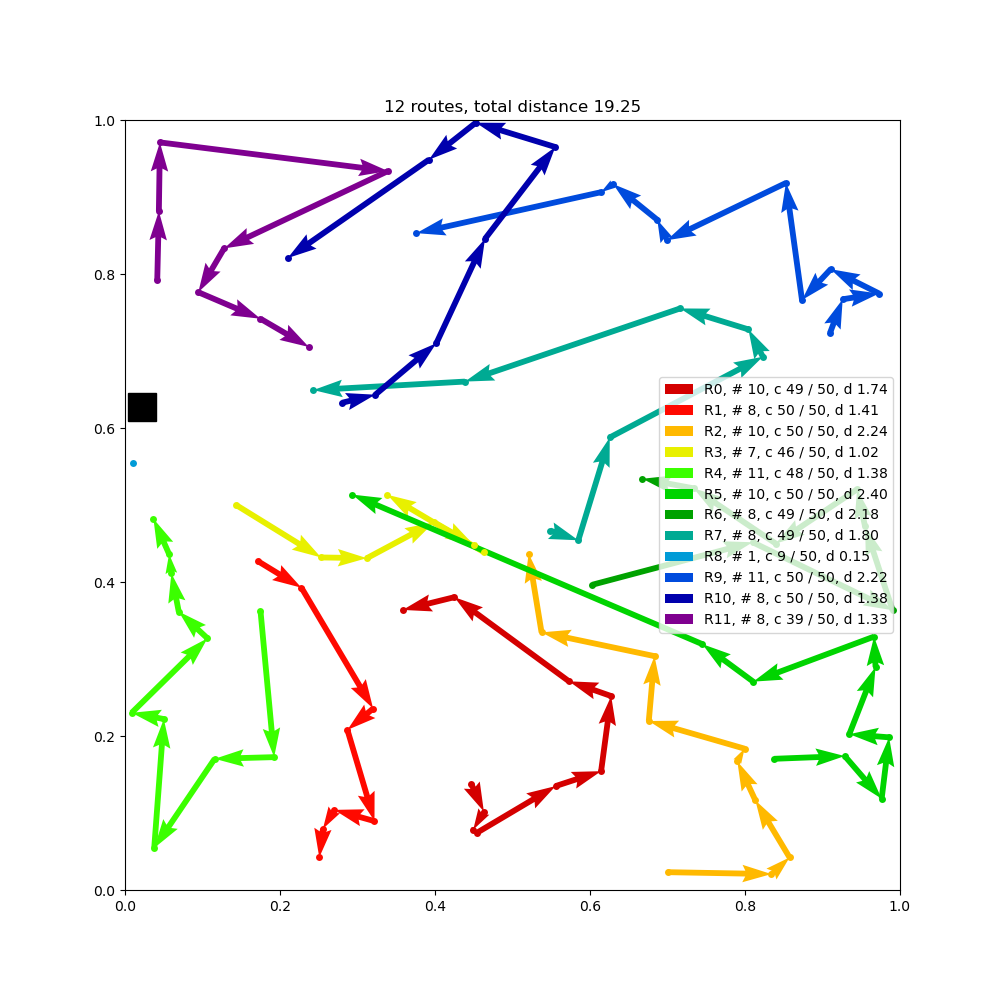 12 routes, total distance 19.25
1.0
0.8
0.6
0.4
0.2
0.0
0.0 0.2 0.4 0.6 0.8 1.0
R0, # 10, c 49 / 50, d 1.74
R1, # 8, c 50 / 50, d 1.41
R2, # 10, c 50 / 50, d 2.24
R3, # 7, c 46 / 50, d 1.02
R4, # 11, c 48 / 50, d 1.38
R5, # 10, c 50 / 50, d 2.40
R6, # 8, c 49 / 50, d 2.18
R7, # 8, c 49 / 50, d 1.80
R8, # 1, c 9 / 50, d 0.15
R9, # 11, c 50 / 50, d 2.22
R10, # 8, c 50 / 50, d 1.38
R11, # 8, c 39 / 50, d 1.33